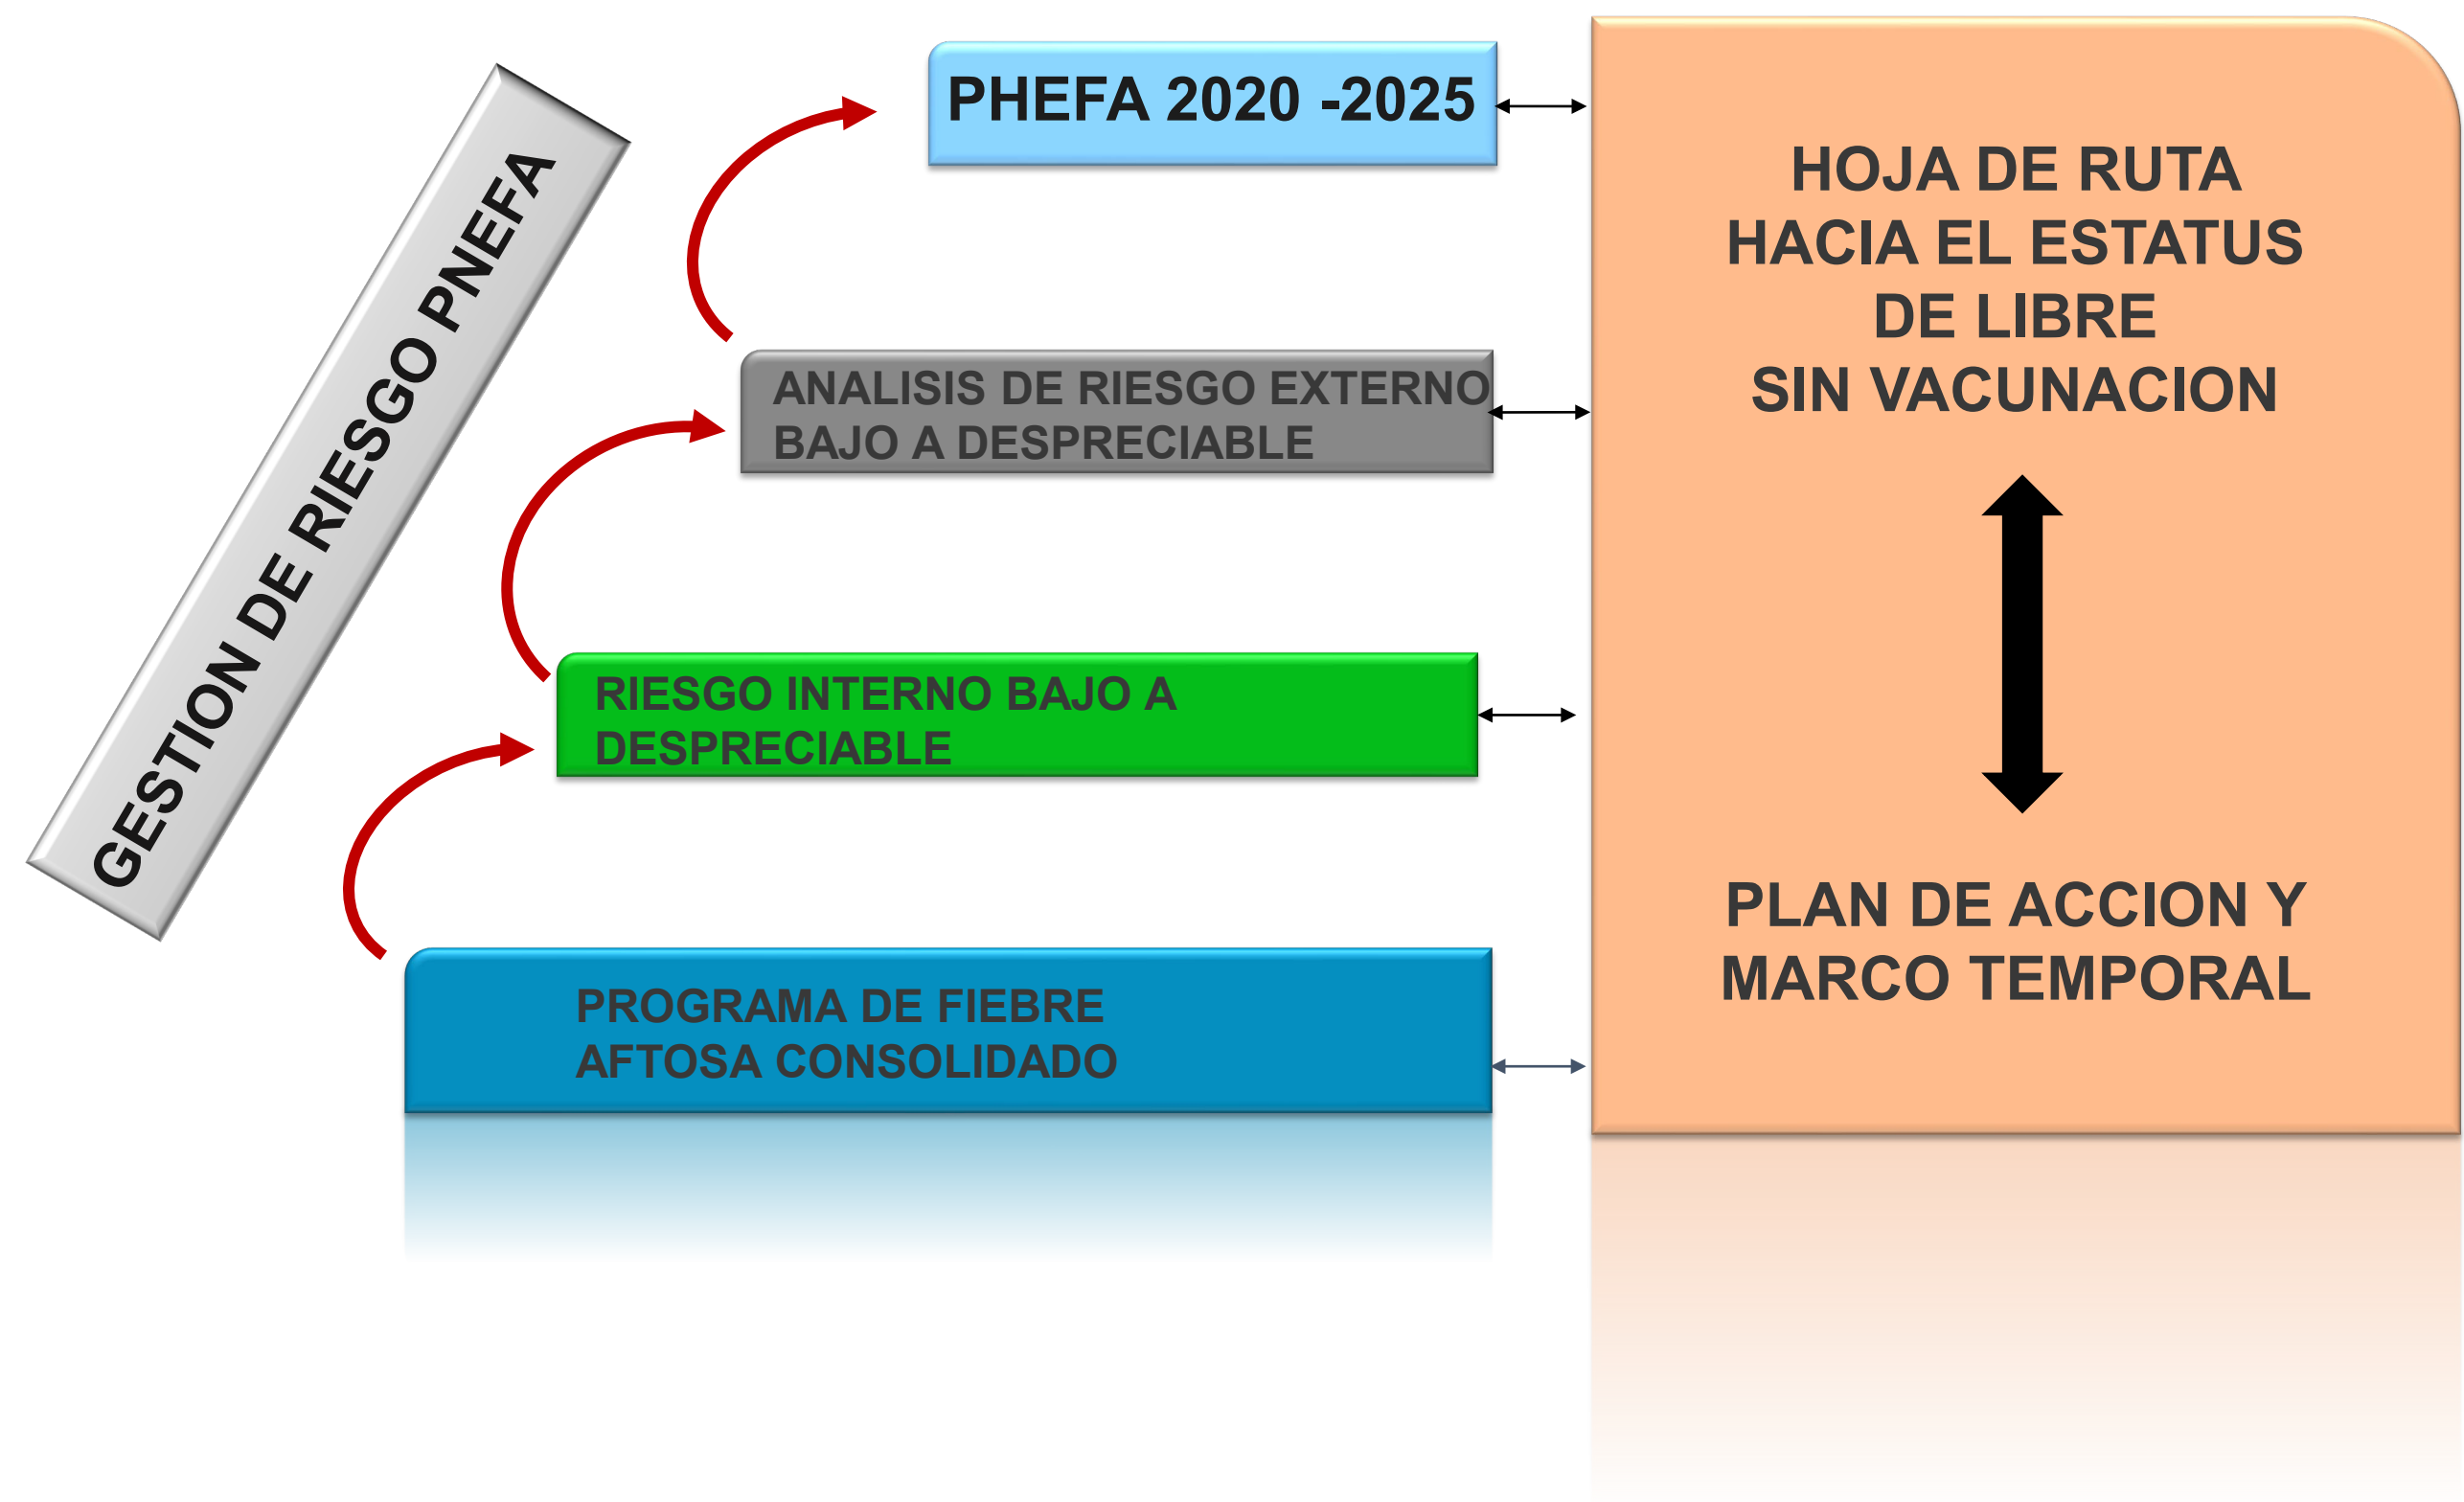 GESTION DE RIESGO PNEFA
PHEFA 2020 -2025
ANALISIS DE RIESGO EXTERNO
BAJO A DESPRECIABLE
RIESGO INTERNO BAJO A
DESPRECIABLE
PROGRAMA DE FIEBRE
AFTOSA CONSOLIDADO
HOJA DE RUTA
HACIA EL ESTATUS
DE LIBRE
SIN VACUNACION
PLAN DE ACCION Y
MARCO TEMPORAL